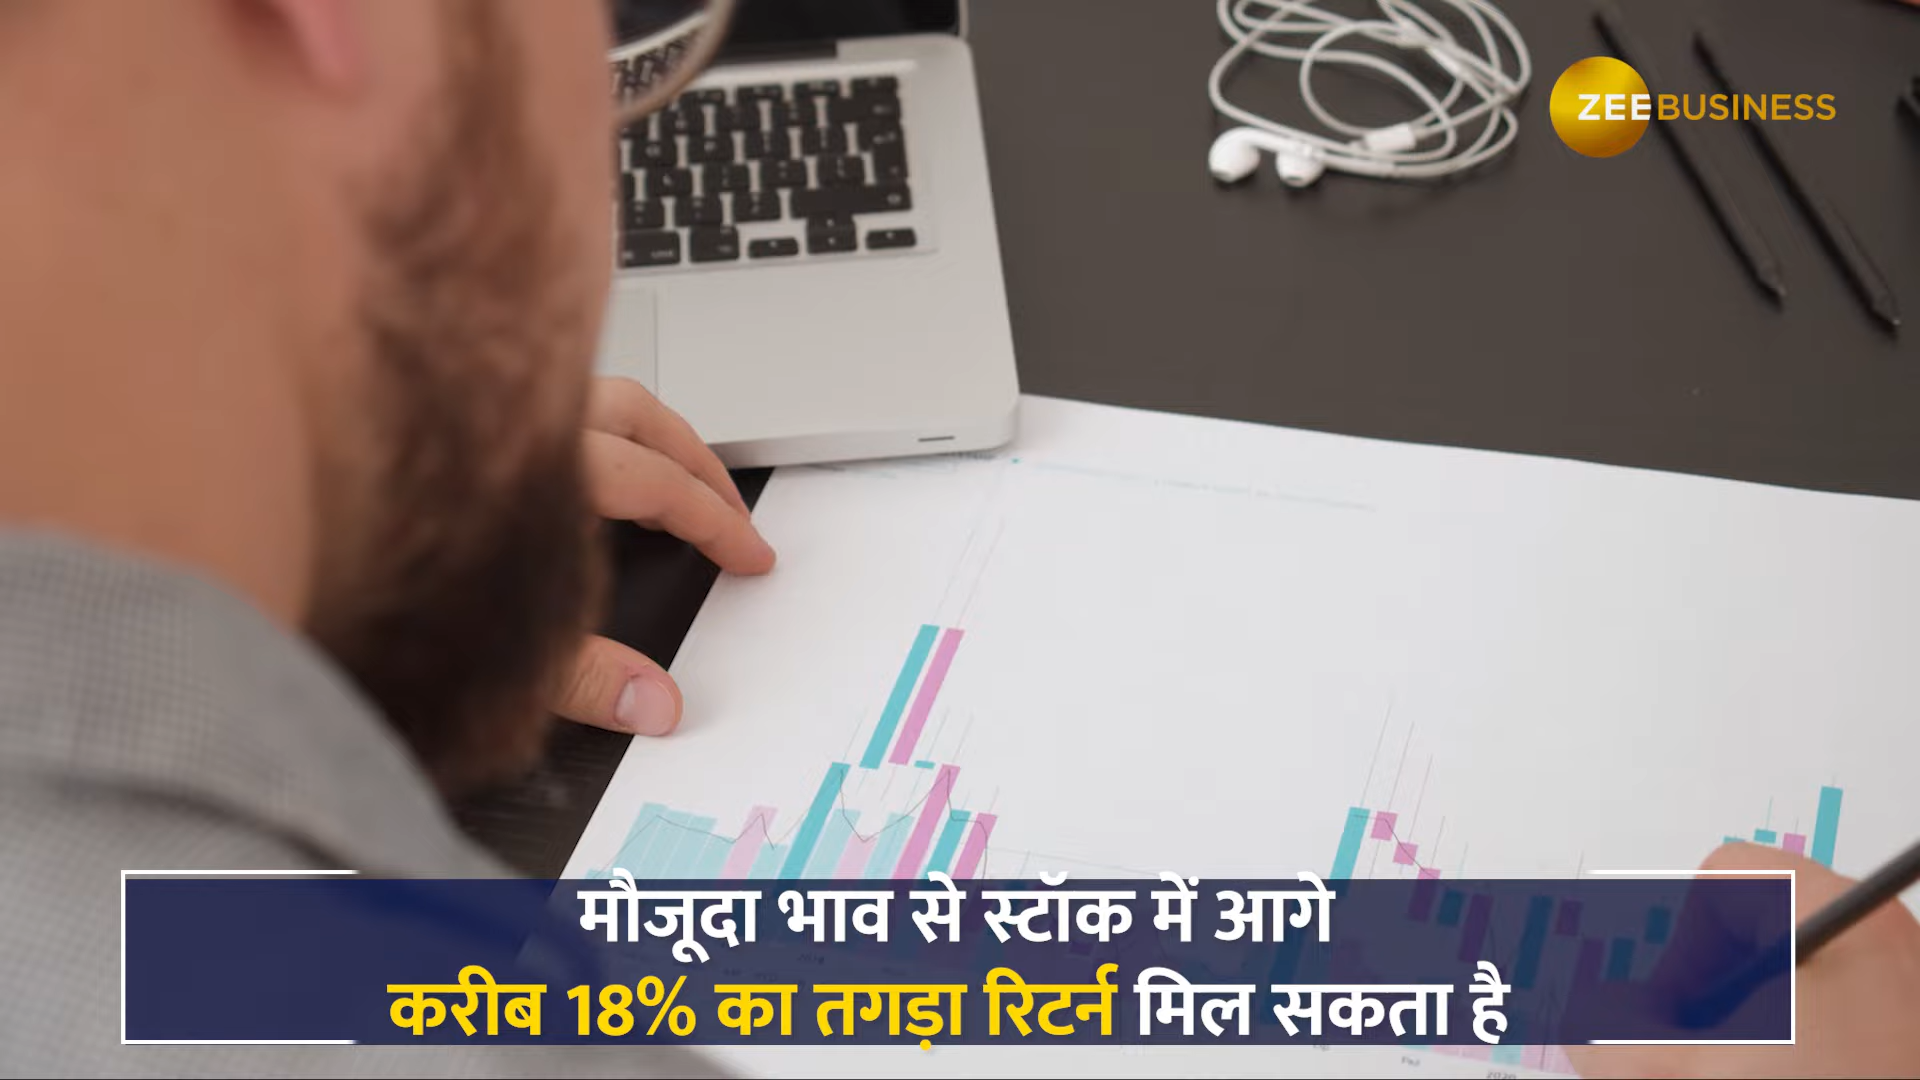 ZEEBUSINESS
मौजूदा भाव से स्टॉक में आगे
करीब 18% का तगड़ा रिटर्न मिल सकता है